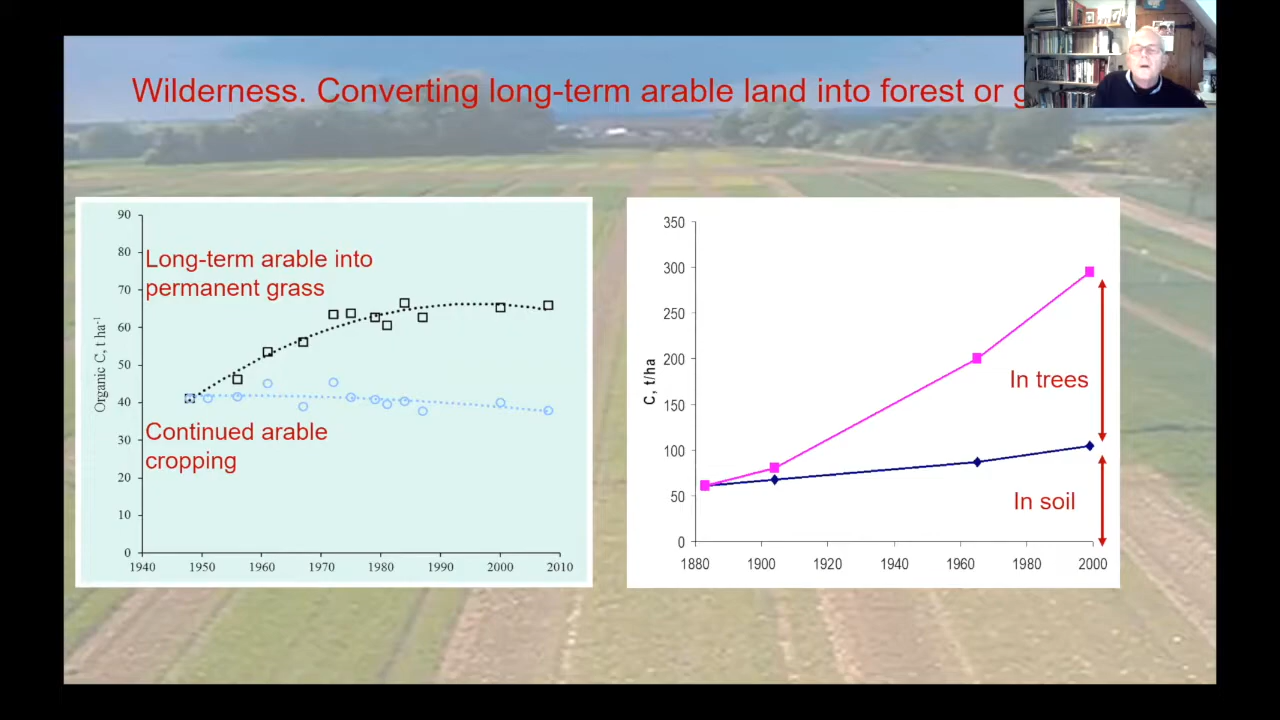 Wilderness. Converting long-term arable land into forest or
90
80
70
60
50
40
30
20
10
0
Organic C, t ha⁻¹
Long-term arable into
permanent grass
Continued arable
cropping
1940 1950 1960 1970 1980 1990 2000 2010
350
300
250
200
150
100
50
0
C, t/ha
In trees
In soil
1880 1900 1920 1940 1960 1980 2000